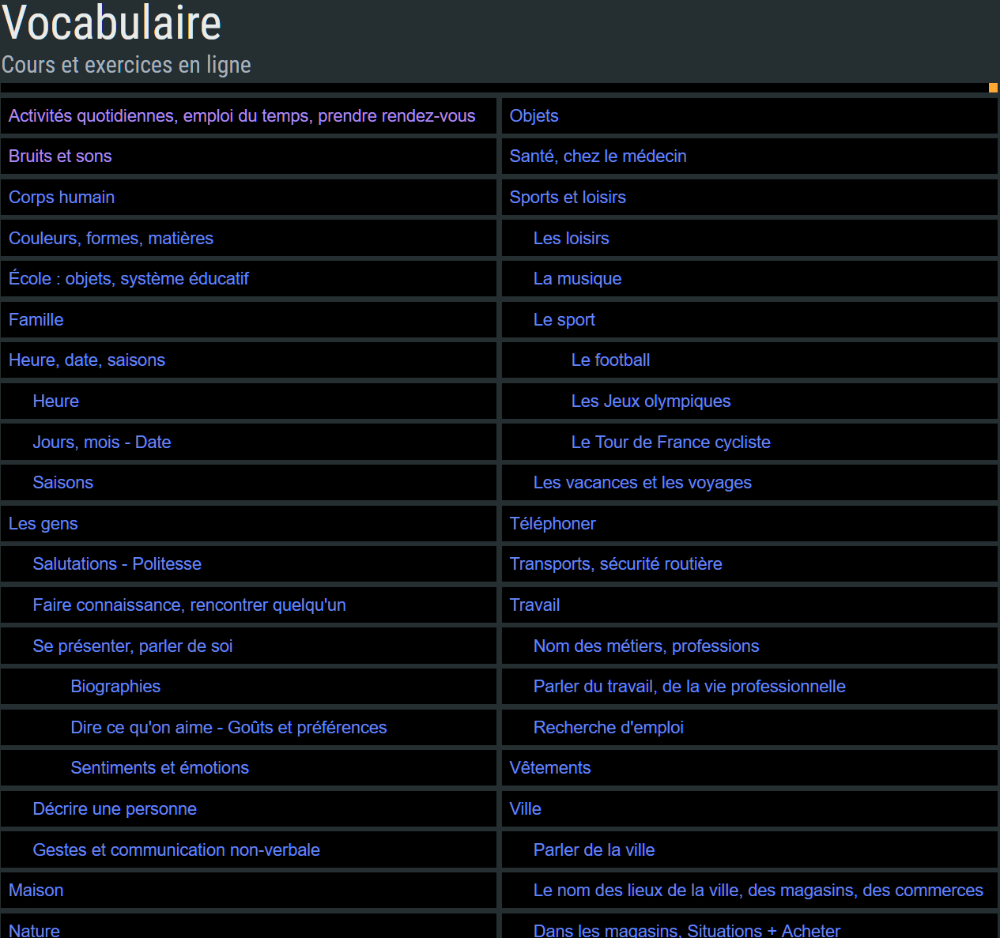 Vocabulaire
Cours et exercices en ligne
Activités quotidiennes, emploi du temps, prendre rendez-vous
Bruits et sons
Corps humain
Couleurs, formes, matières
École : objets, système éducatif
Famille
Heure, date, saisons
Heure
Jours, mois - Date
Saisons
Les gens
Salutations - Politesse
Faire connaissance, rencontrer quelqu'un
Se présenter, parler de soi
Biographies
Dire ce qu'on aime - Goûts et préférences
Sentiments et émotions
Décrire une personne
Gestes et communication non-verbale
Maison
Nature
Objets
Santé, chez le médecin
Sports et loisirs
Les loisirs
La musique
Le sport
Le football
Les Jeux olympiques
Le Tour de France cycliste
Les vacances et les voyages
Téléphoner
Transports, sécurité routière
Travail
Nom des métiers, professions
Parler du travail, de la vie professionnelle
Recherche d'emploi
Vêtements
Ville
Parler de la ville
Le nom des lieux de la ville, des magasins, des commerces
Dans les magasins, Situations + Acheter